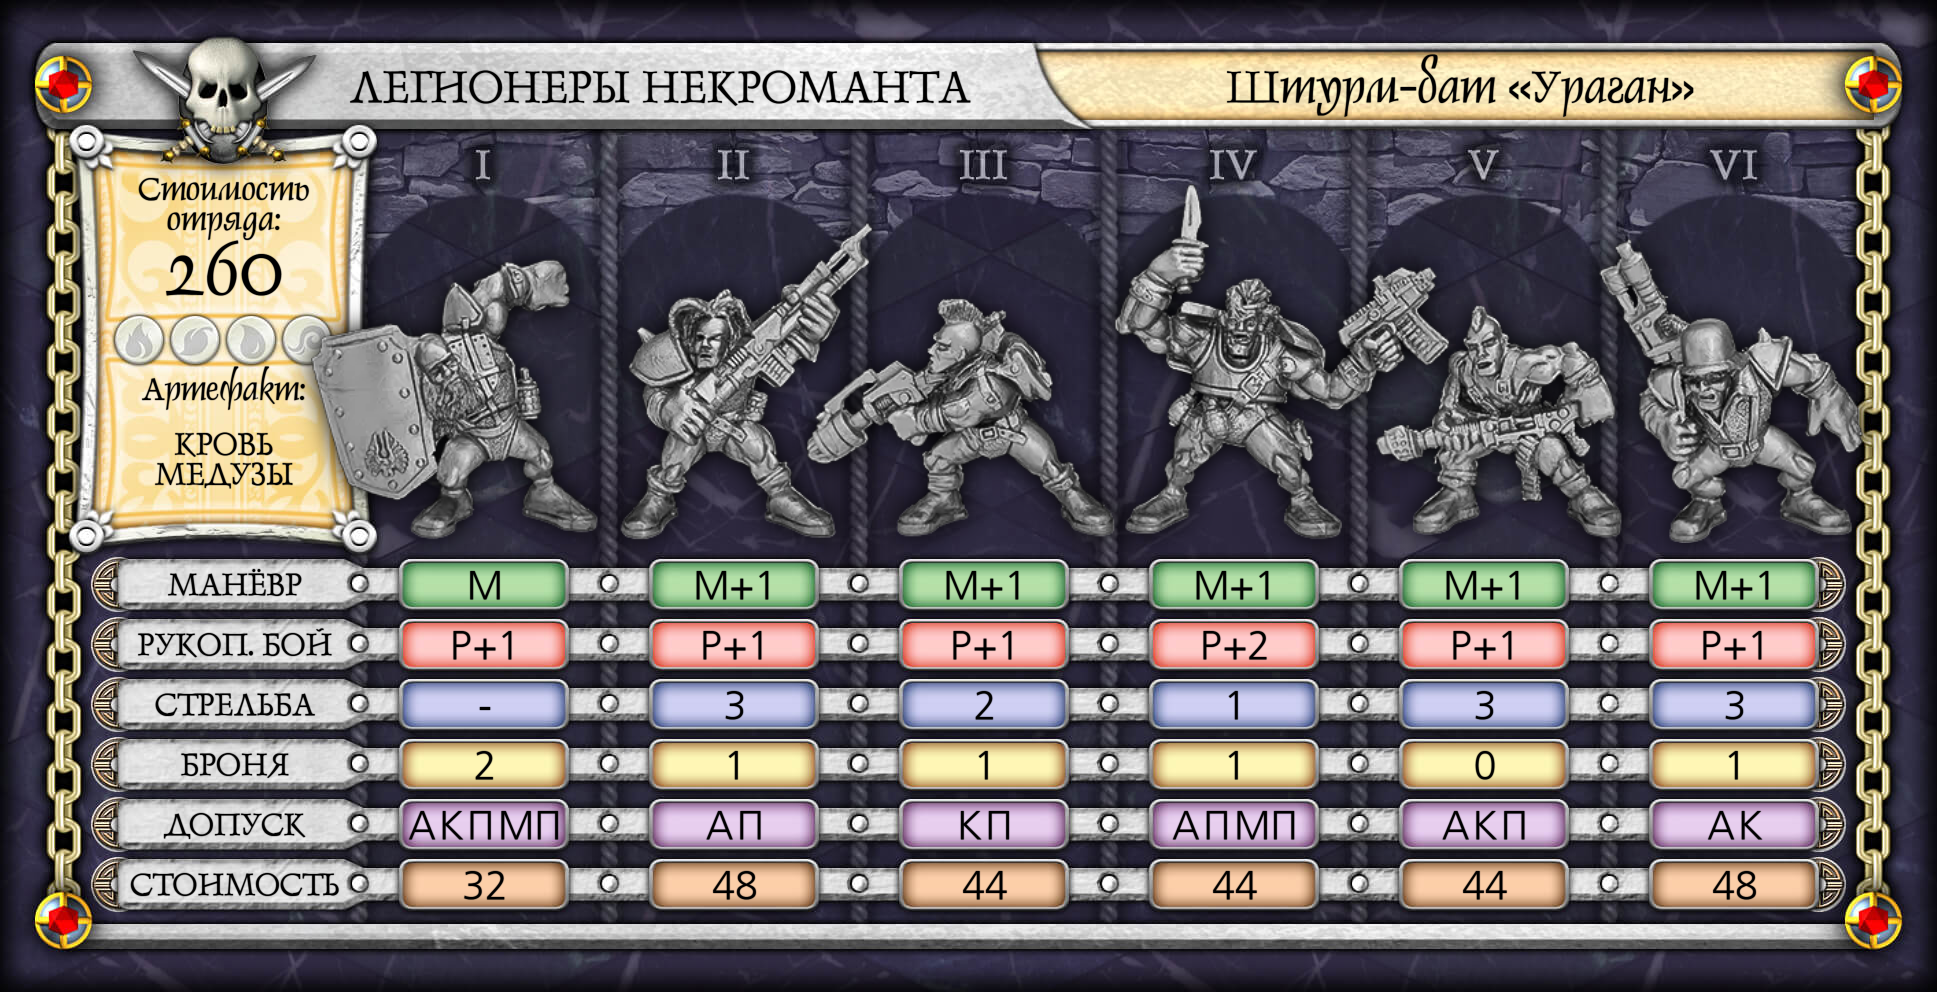 ЛЕГИОНЕРЫ НЕКРОМАНТА
Штурм-бат «Ураган»
Стоимость
отряда:
260
Артефакт:
КРОВЬ
МЕДУЗЫ
I II III IV V VI
МАНЁВР М М+1 М+1 М+1 М+1 М+1
РУКОП. БОЙ Р+1 Р+1 Р+1 Р+2 Р+1 Р+1
СТРЕЛЬБА - 3 2 1 3 3
БРОНЯ 2 1 1 1 0 1
ДОПУСК АКПМП АП КП АПМП АКП АК
СТОИМОСТЬ 32 48 44 44 44 48